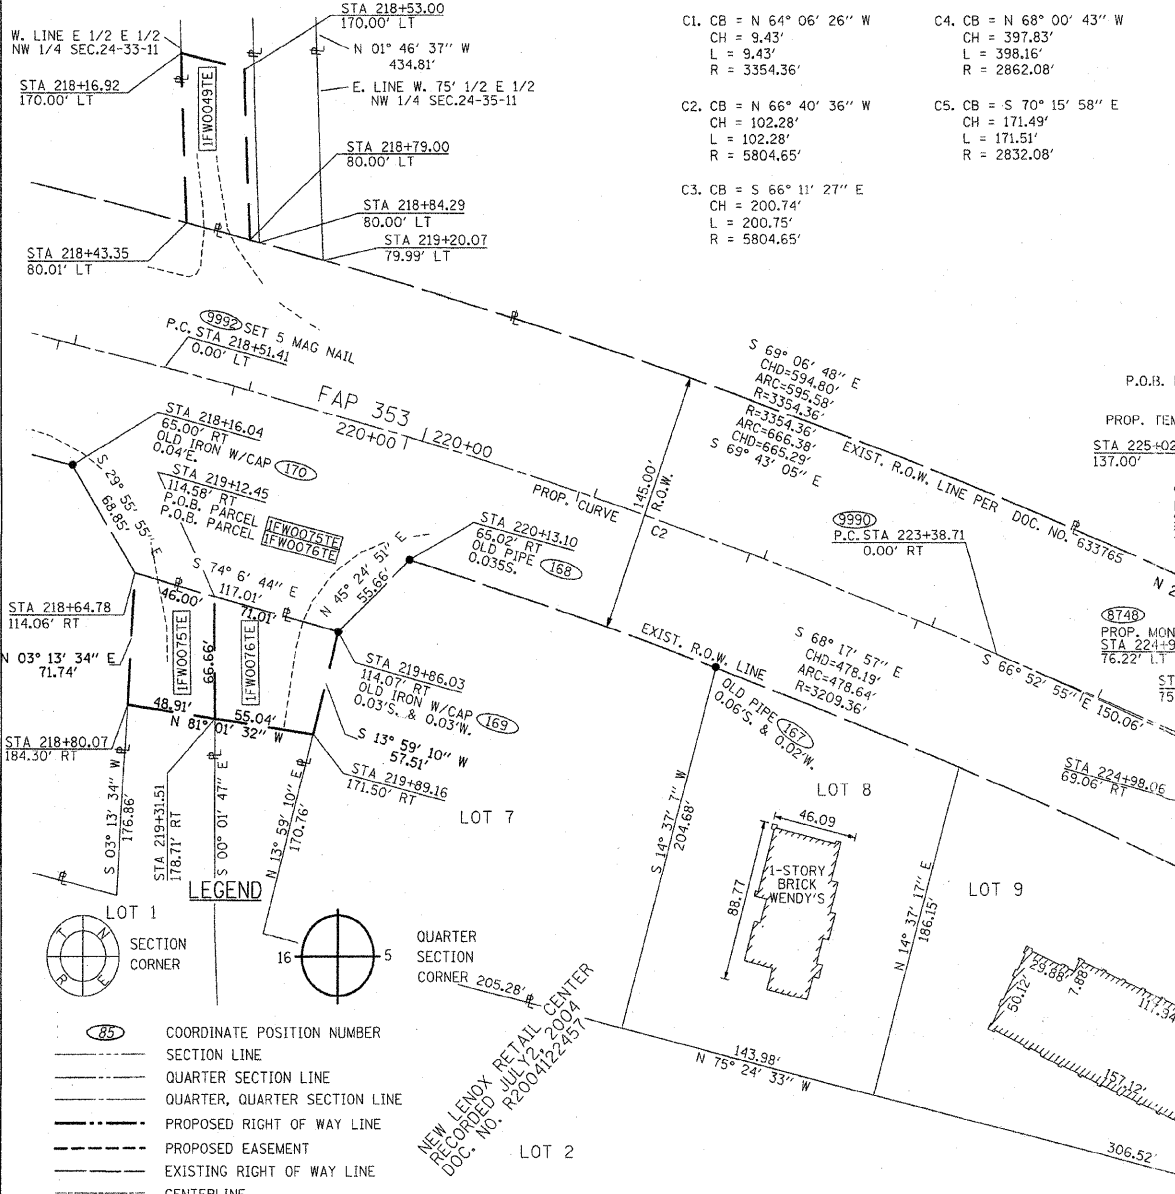 W. LINE E 1/2 E 1/2
NW 1/4 SEC.24-33-11
STA 218+16.92
170.00' LT
1FW0049TE
STA 218+53.00
170.00' LT
N 01° 46' 37" W
434.81'
E. LINE W. 75' 1/2 E 1/2
NW 1/4 SEC.24-35-11
STA 218+79.00
80.00' LT
STA 218+84.29
80.00' LT
STA 219+20.07
79.99' LT
STA 218+43.35
80.01' LT
C1. CB = N 64° 06' 26" W
CH = 9.43'
L = 9.43'
R = 3354.36'
C2. CB = N 66° 40' 36" W
CH = 102.28'
L = 102.28'
R = 5804.65'
C3. CB = S 66° 11' 27" E
CH = 200.74'
L = 200.75'
R = 5804.65'
C4. CB = N 68° 00' 43" W
CH = 397.83'
L = 398.16'
R = 2862.08'
C5. CB = S 70° 15' 58" E
CH = 171.49'
L = 171.51'
R = 2832.08'
9992 SET 5 MAG NAIL
P.C. STA 218+51.41
0.00' LT
FAP 353
220+00
220+00
PROP. CURVE
C2
145.00'
R.O.W.
S 69° 06' 48" E
CHD=594.80'
ARC=595.58'
R=3354.36'
R=3354.36'
ARC=666.38'
CHD=665.29'
S 69° 43' 05" E
EXIST. R.O.W. LINE PER DOC. NO. 633765
P.O.B.
PROP. TEM
STA 225+02
137.00'
9990
P.C. STA 223+38.71
0.00' RT
N 2
8748
PROP. MON
STA 224+9
76.22' LT
ST
75
S 66° 52' 55" E 150.06'
STA 224+98.06
69.06' RT
STA 218+16.04
65.00' RT
OLD IRON W/CAP 170
0.04'E.
STA 219+12.45
114.58' RT
P.O.B. PARCEL 1FW0075TE
P.O.B. PARCEL 1FW0076TE
S 29° 55' 55" E
68.85'
S 74° 6' 44" E
117.01'
46.00'
71.01'
N 45° 24' 51" E
55.66'
STA 220+13.10
65.02' RT
OLD PIPE 168
0.035S.
STA 218+64.78
114.06' RT
N 03° 13' 34" E
71.74'
1FW0075TE
66.66'
1FW0076TE
48.91'
55.04'
N 81° 01' 32" W
STA 218+80.07
184.30' RT
STA 219+86.03
114.07' RT
OLD IRON W/CAP 169
0.03'S. & 0.03'W.
S 13° 59' 10" W
57.51'
STA 219+89.16
171.50' RT
S 03° 13' 34" W
176.86'
STA 219+31.51
178.71' RT
S 00° 01' 47" E
N 13° 59' 10" E
170.76'
EXIST. R.O.W. LINE
S 68° 17' 57" E
CHD=478.19'
ARC=478.64'
R=3209.36'
OLD PIPE 167
0.06'S. & 0.02'W.
S 14° 37' 7" W
204.68'
LOT 7
LOT 8
46.09
88.77
1-STORY
BRICK
WENDY'S
N 14° 37' 17" E
186.15'
LOT 9
29.88'
7.88'
50.12'
117.34
157.12'
LOT 1
LEGEND
SECTION
CORNER
T
N
R
E
16
5
QUARTER
SECTION
CORNER
205.28'
143.98'
N 75° 24' 33" W
306.52'
NEW LENOX RETAIL CENTER
RECORDED JULY2, 2004
DOC. NO. R2004122457
LOT 2
85 COORDINATE POSITION NUMBER
SECTION LINE
QUARTER SECTION LINE
QUARTER, QUARTER SECTION LINE
PROPOSED RIGHT OF WAY LINE
PROPOSED EASEMENT
EXISTING RIGHT OF WAY LINE
CENTERLINE